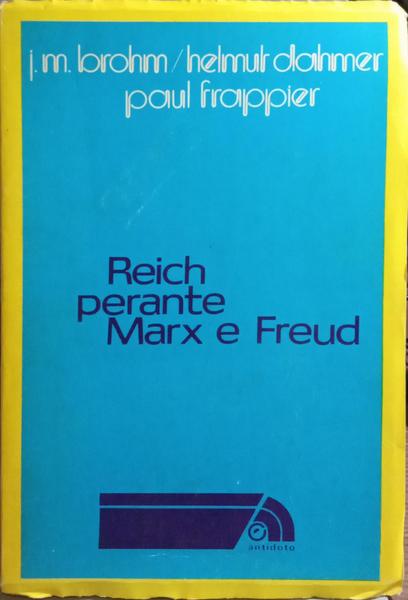 j. m. brohm / helmut dahmer
paul frappier
Reich
perante
Marx e Freud
antídoto